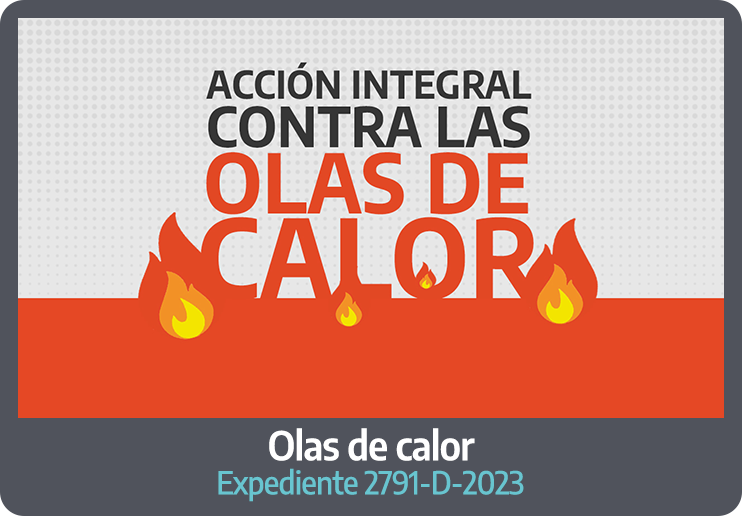 ACCIÓN INTEGRAL
CONTRA LAS
OLAS DE
CALOR
Olas de calor
Expediente 2791-D-2023